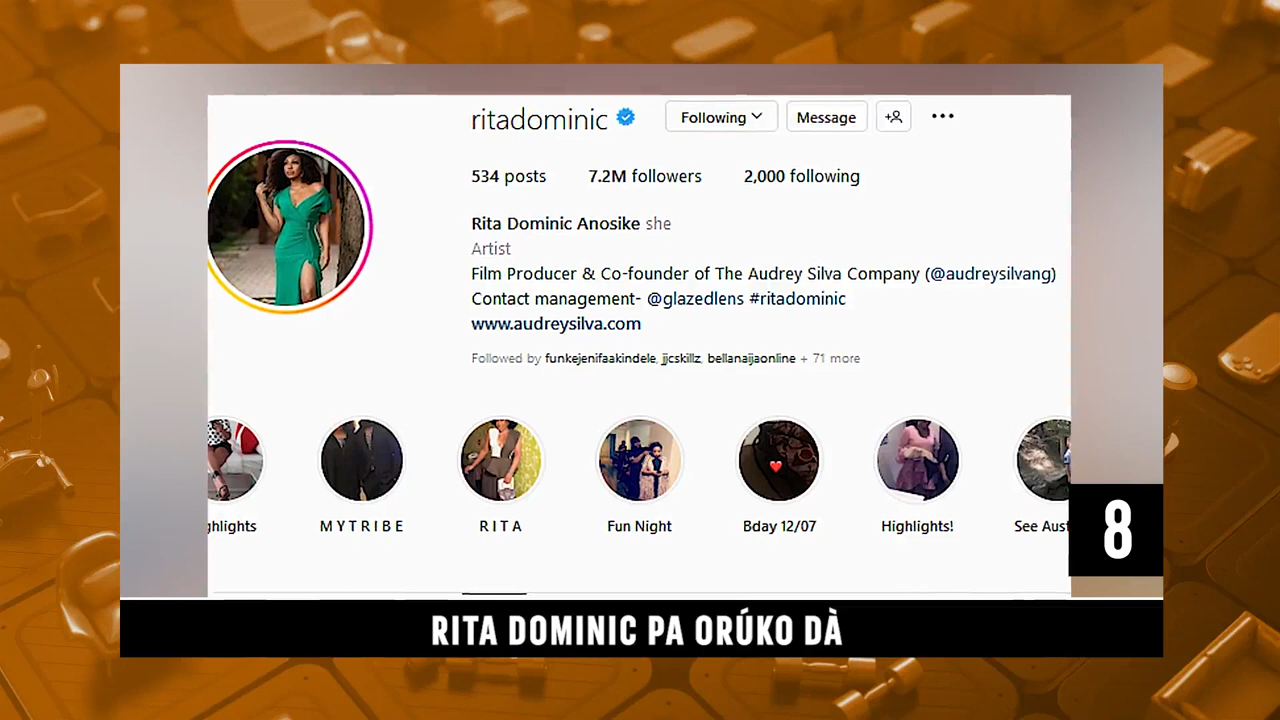 ritadominic
Following
Message
534 posts 7.2M followers 2,000 following
Rita Dominic Anosike she
Artist
Film Producer & Co-founder of The Audrey Silva Company (@audreysilvang)
Contact management- @glazedlens #ritadominic
www.audreysilva.com
Followed by funkejenifaakindele, jjcskillz, bellanaijaonline + 71 more
ghlights M Y T R I B E R I T A Fun Night Bday 12/07 Highlights! See Aust
8
RITA DOMINIC PA ORÚKO DÀ